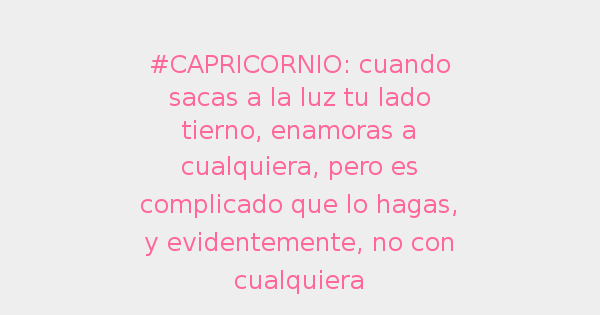 #CAPRICORNIO: cuando
sacas a la luz tu lado
tierno, enamoras a
cualquiera, pero es
complicado que lo hagas,
y evidentemente, no con
cualquiera